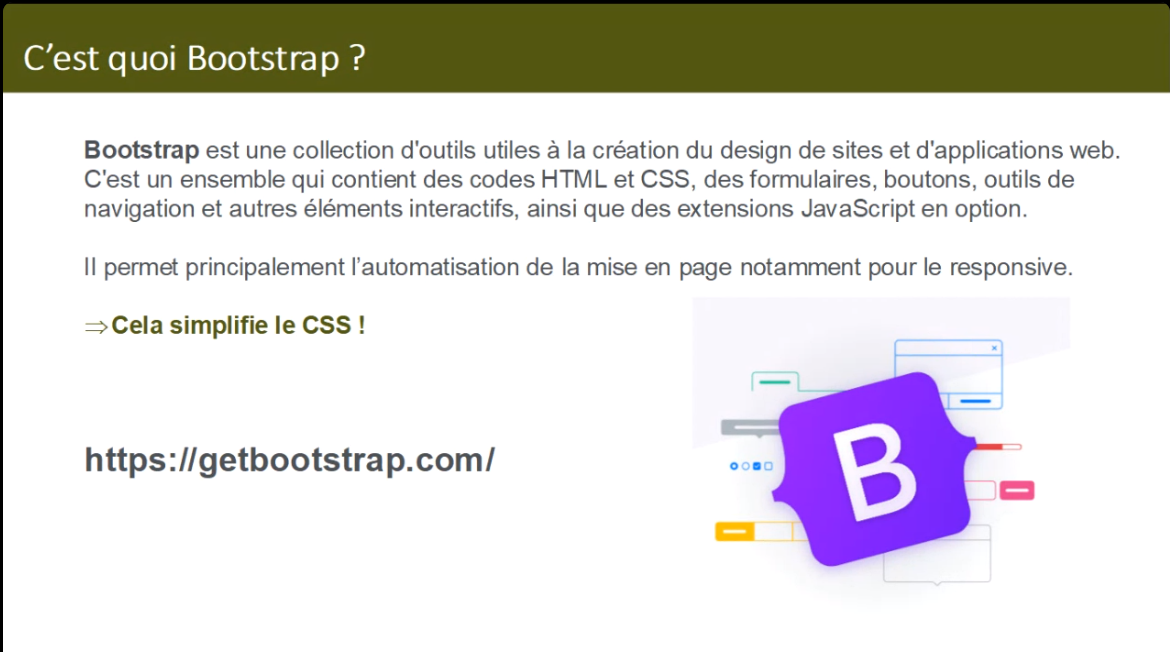 C’est quoi Bootstrap ?
Bootstrap est une collection d'outils utiles à la création du design de sites et d'applications web.
C'est un ensemble qui contient des codes HTML et CSS, des formulaires, boutons, outils de
navigation et autres éléments interactifs, ainsi que des extensions JavaScript en option.
Il permet principalement l’automatisation de la mise en page notamment pour le responsive.
⇒Cela simplifie le CSS !
https://getbootstrap.com/
B